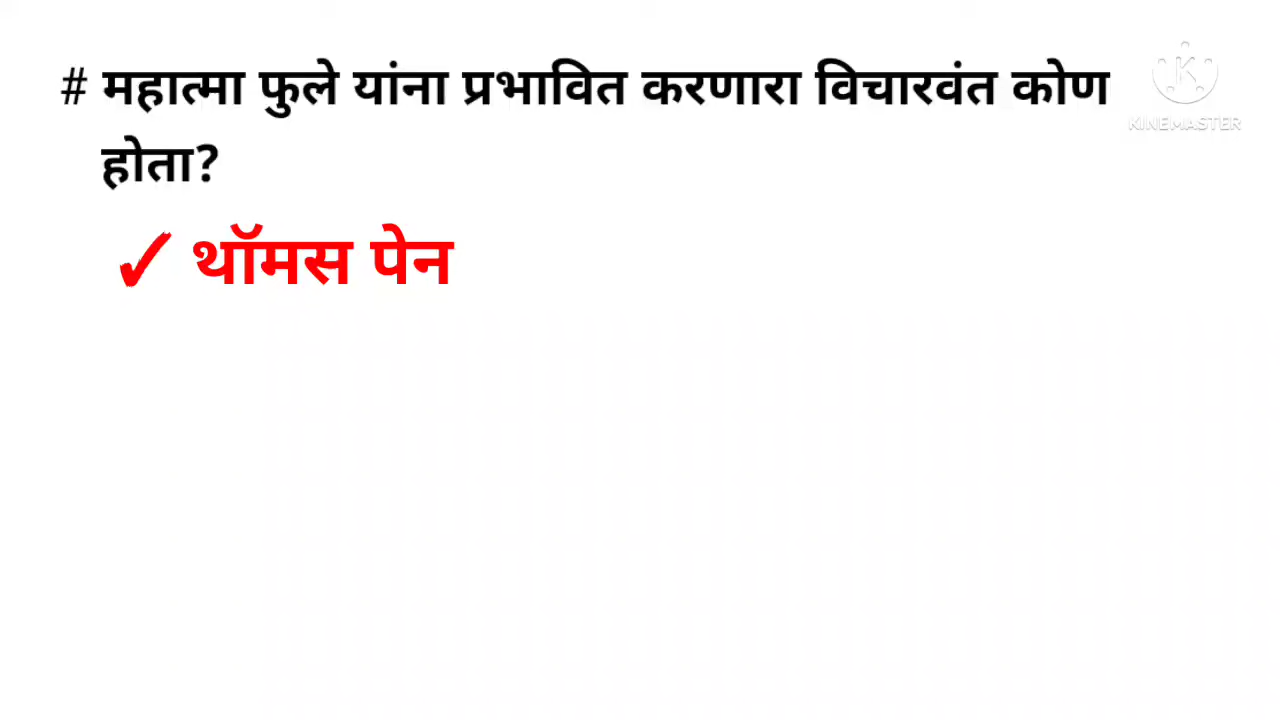 # महात्मा फुले यांना प्रभावित करणारा विचारवंत कोण
होता?
✓ थॉमस पेन
KINEMASTER